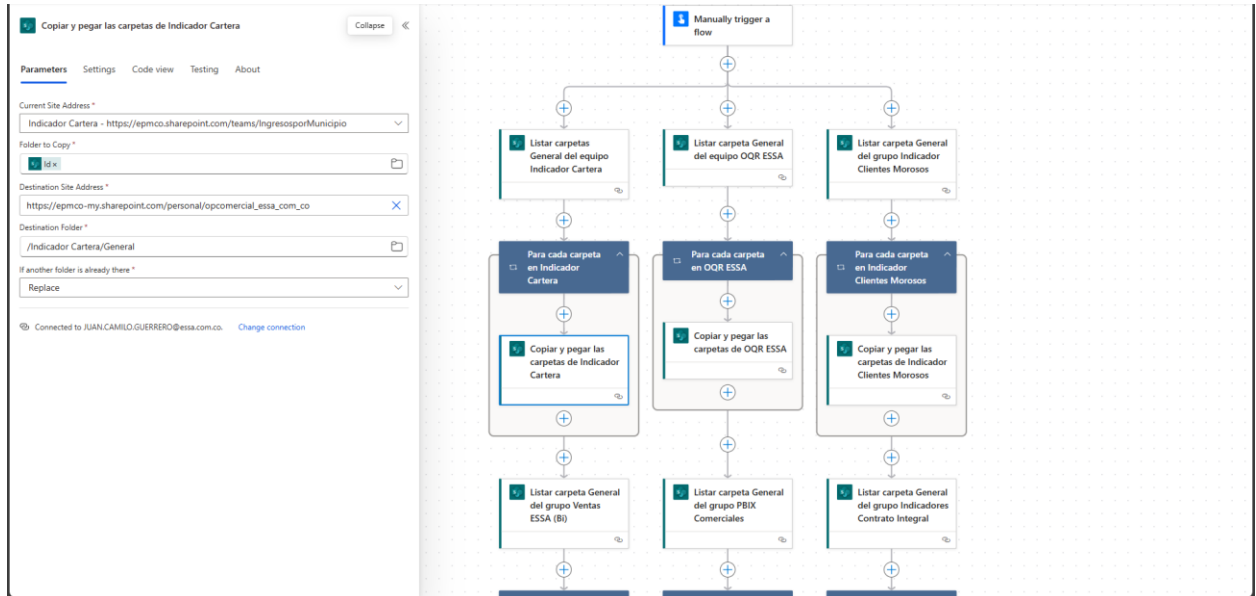 Copiar y pegar las carpetas de Indicador Cartera
Collapse
Parameters
Settings
Code view
Testing
About
Current Site Address *
Indicador Cartera - https://epmco.sharepoint.com/teams/IngresosporMunicipio
Folder to Copy *
Id ×
Destination Site Address *
https://epmco-my.sharepoint.com/personal/opcomercial_essa_com_co
Destination Folder *
/Indicador Cartera/General
If another folder is already there *
Replace
Connected to JUAN.CAMILO.GUERRERO@essa.com.co.
Change connection
Manually trigger a
flow
Listar carpetas
General del equipo
Indicador Cartera
Listar carpeta General
del equipo OQR ESSA
Listar carpeta General
del grupo Indicador
Clientes Morosos
Para cada carpeta
en Indicador
Cartera
Para cada carpeta
en OQR ESSA
Para cada carpeta
en Indicador
Clientes Morosos
Copiar y pegar las
carpetas de Indicador
Cartera
Copiar y pegar las
carpetas de OQR ESSA
Copiar y pegar las
carpetas de Indicador
Clientes Morosos
Listar carpeta General
del grupo Ventas
ESSA (Bi)
Listar carpeta General
del grupo PBIX
Comerciales
Listar carpeta General
del grupo Indicadores
Contrato Integral